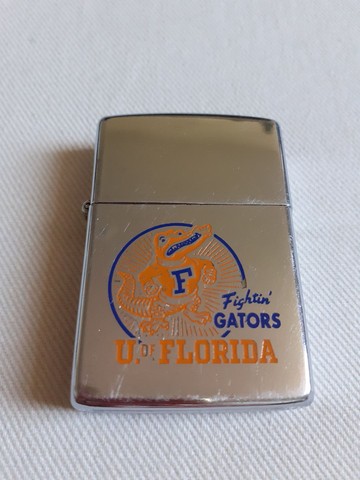 F
Fightin'
GATORS
U. OF FLORIDA